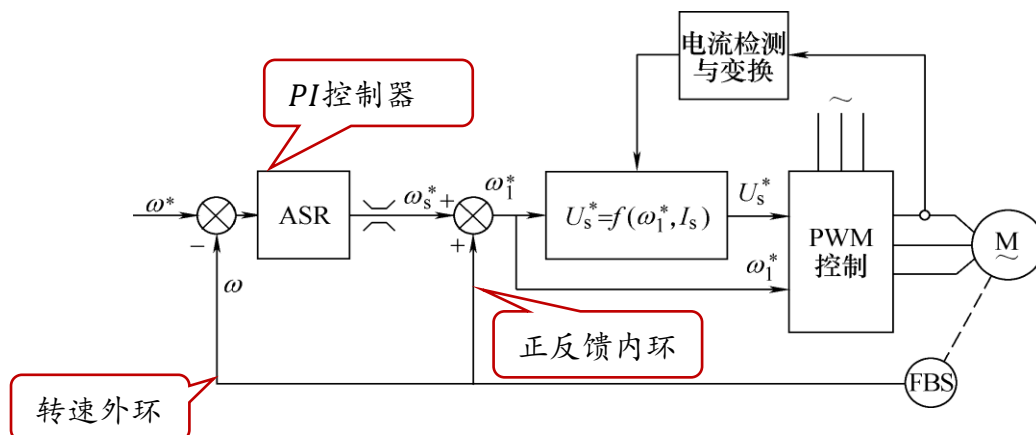 电流检测
与变换
PI控制器
~
ω*
−
ASR
ωs*
+
+
ω1*
Us*=f(ω1*,Is)
Us*
ω1*
PWM
控制
M
~
ω
正反馈内环
转速外环
FBS